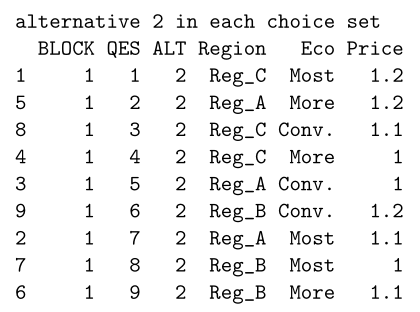 alternative 2 in each choice set
BLOCK QES ALT Region Eco Price
1 1 1 2 Reg_C Most 1.2
5 1 2 2 Reg_A More 1.2
8 1 3 2 Reg_C Conv. 1.1
4 1 4 2 Reg_C More 1
3 1 5 2 Reg_A Conv. 1
9 1 6 2 Reg_B Conv. 1.2
2 1 7 2 Reg_A Most 1.1
7 1 8 2 Reg_B Most 1
6 1 9 2 Reg_B More 1.1